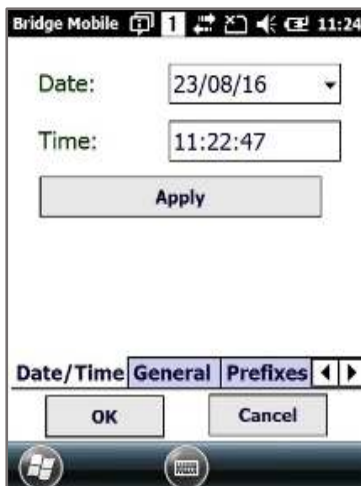 Bridge Mobile 1 11:24
Date: 23/08/16
Time: 11:22:47
Apply
Date/Time General Prefixes
OK Cancel